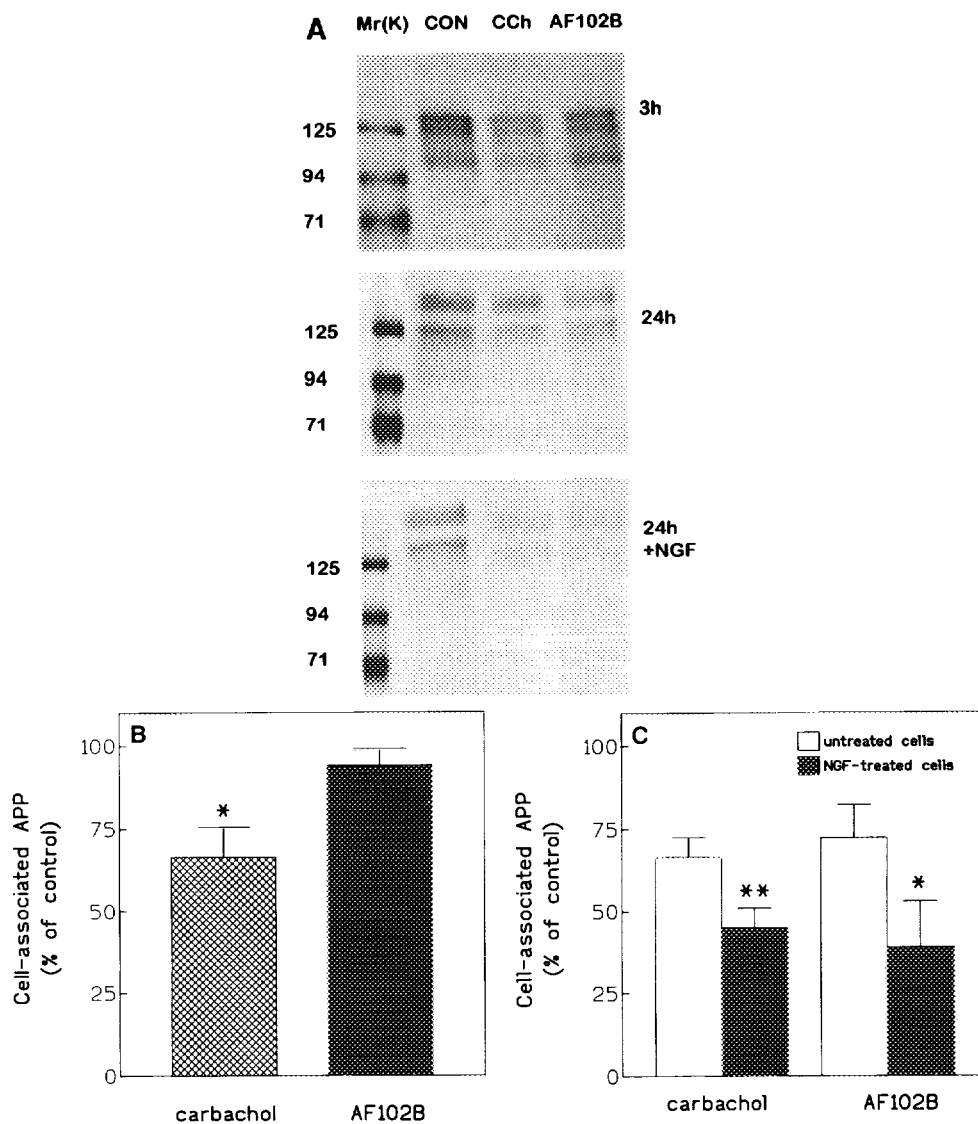 A Mr(K) CON CCh AF102B
3h
125
94
71
24h
125
94
71
24h
+NGF
125
94
71
B
Cell-associated APP
(% of control)
100
75
50
25
0
*
carbachol AF102B
C
untreated cells
NGF-treated cells
Cell-associated APP
(% of control)
100
75
50
25
0
**
*
carbachol AF102B